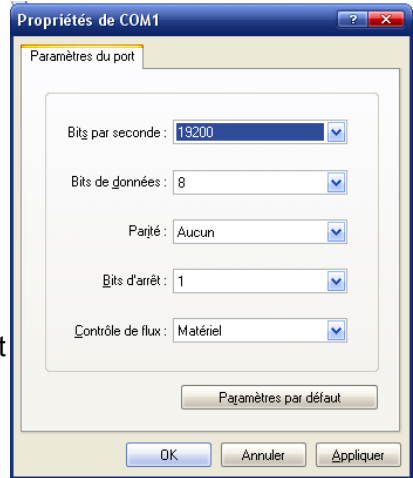 Propriétés de COM1
Paramètres du port
Bits par seconde : 19200
Bits de données : 8
Parité : Aucun
Bits d'arrêt : 1
Contrôle de flux : Matériel
t
Paramètres par défaut
OK Annuler Appliquer